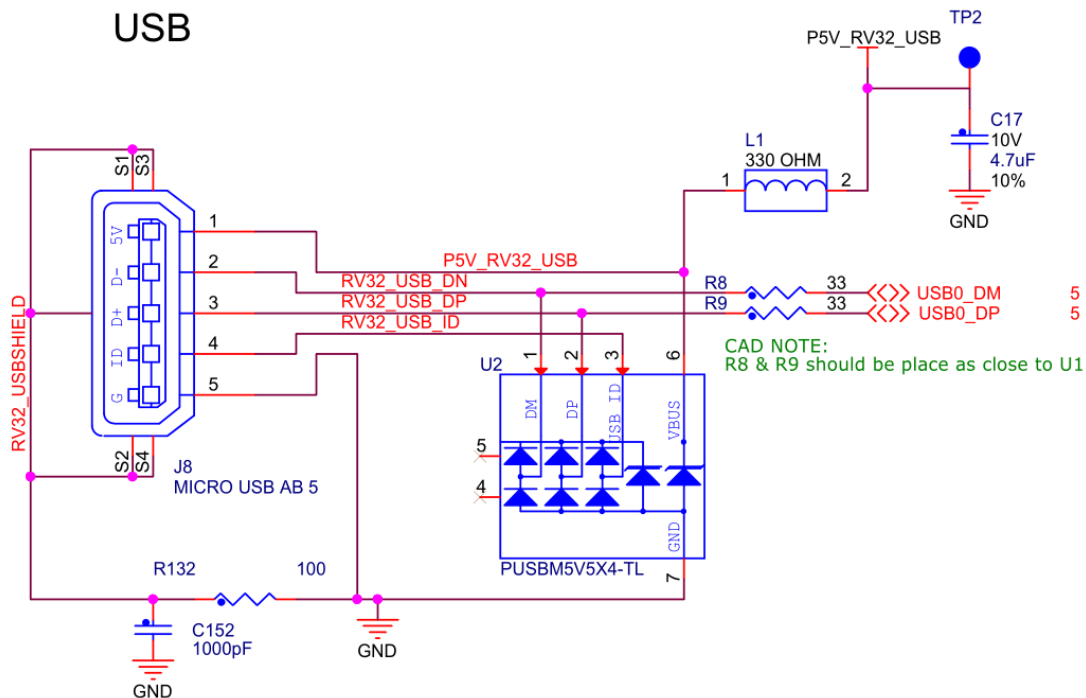 USB
TP2
P5V_RV32_USB
C17
10V
4.7uF
10%
GND
L1
330 OHM
1
2
S1
S3
5V
D-
D+
ID
G
1
2
3
4
5
S2
S4
RV32_USBSHIELD
J8
MICRO USB AB 5
P5V_RV32_USB
RV32_USB_DN
RV32_USB_DP
RV32_USB_ID
R8
33
USB0_DM
5
R9
33
USB0_DP
5
CAD NOTE:
R8 & R9 should be place as close to U1
U2
1
2
3
6
DM
DP
USB ID
VBUS
5
4
GND
7
PUSBM5V5X4-TL
R132
100
C152
1000pF
GND
GND